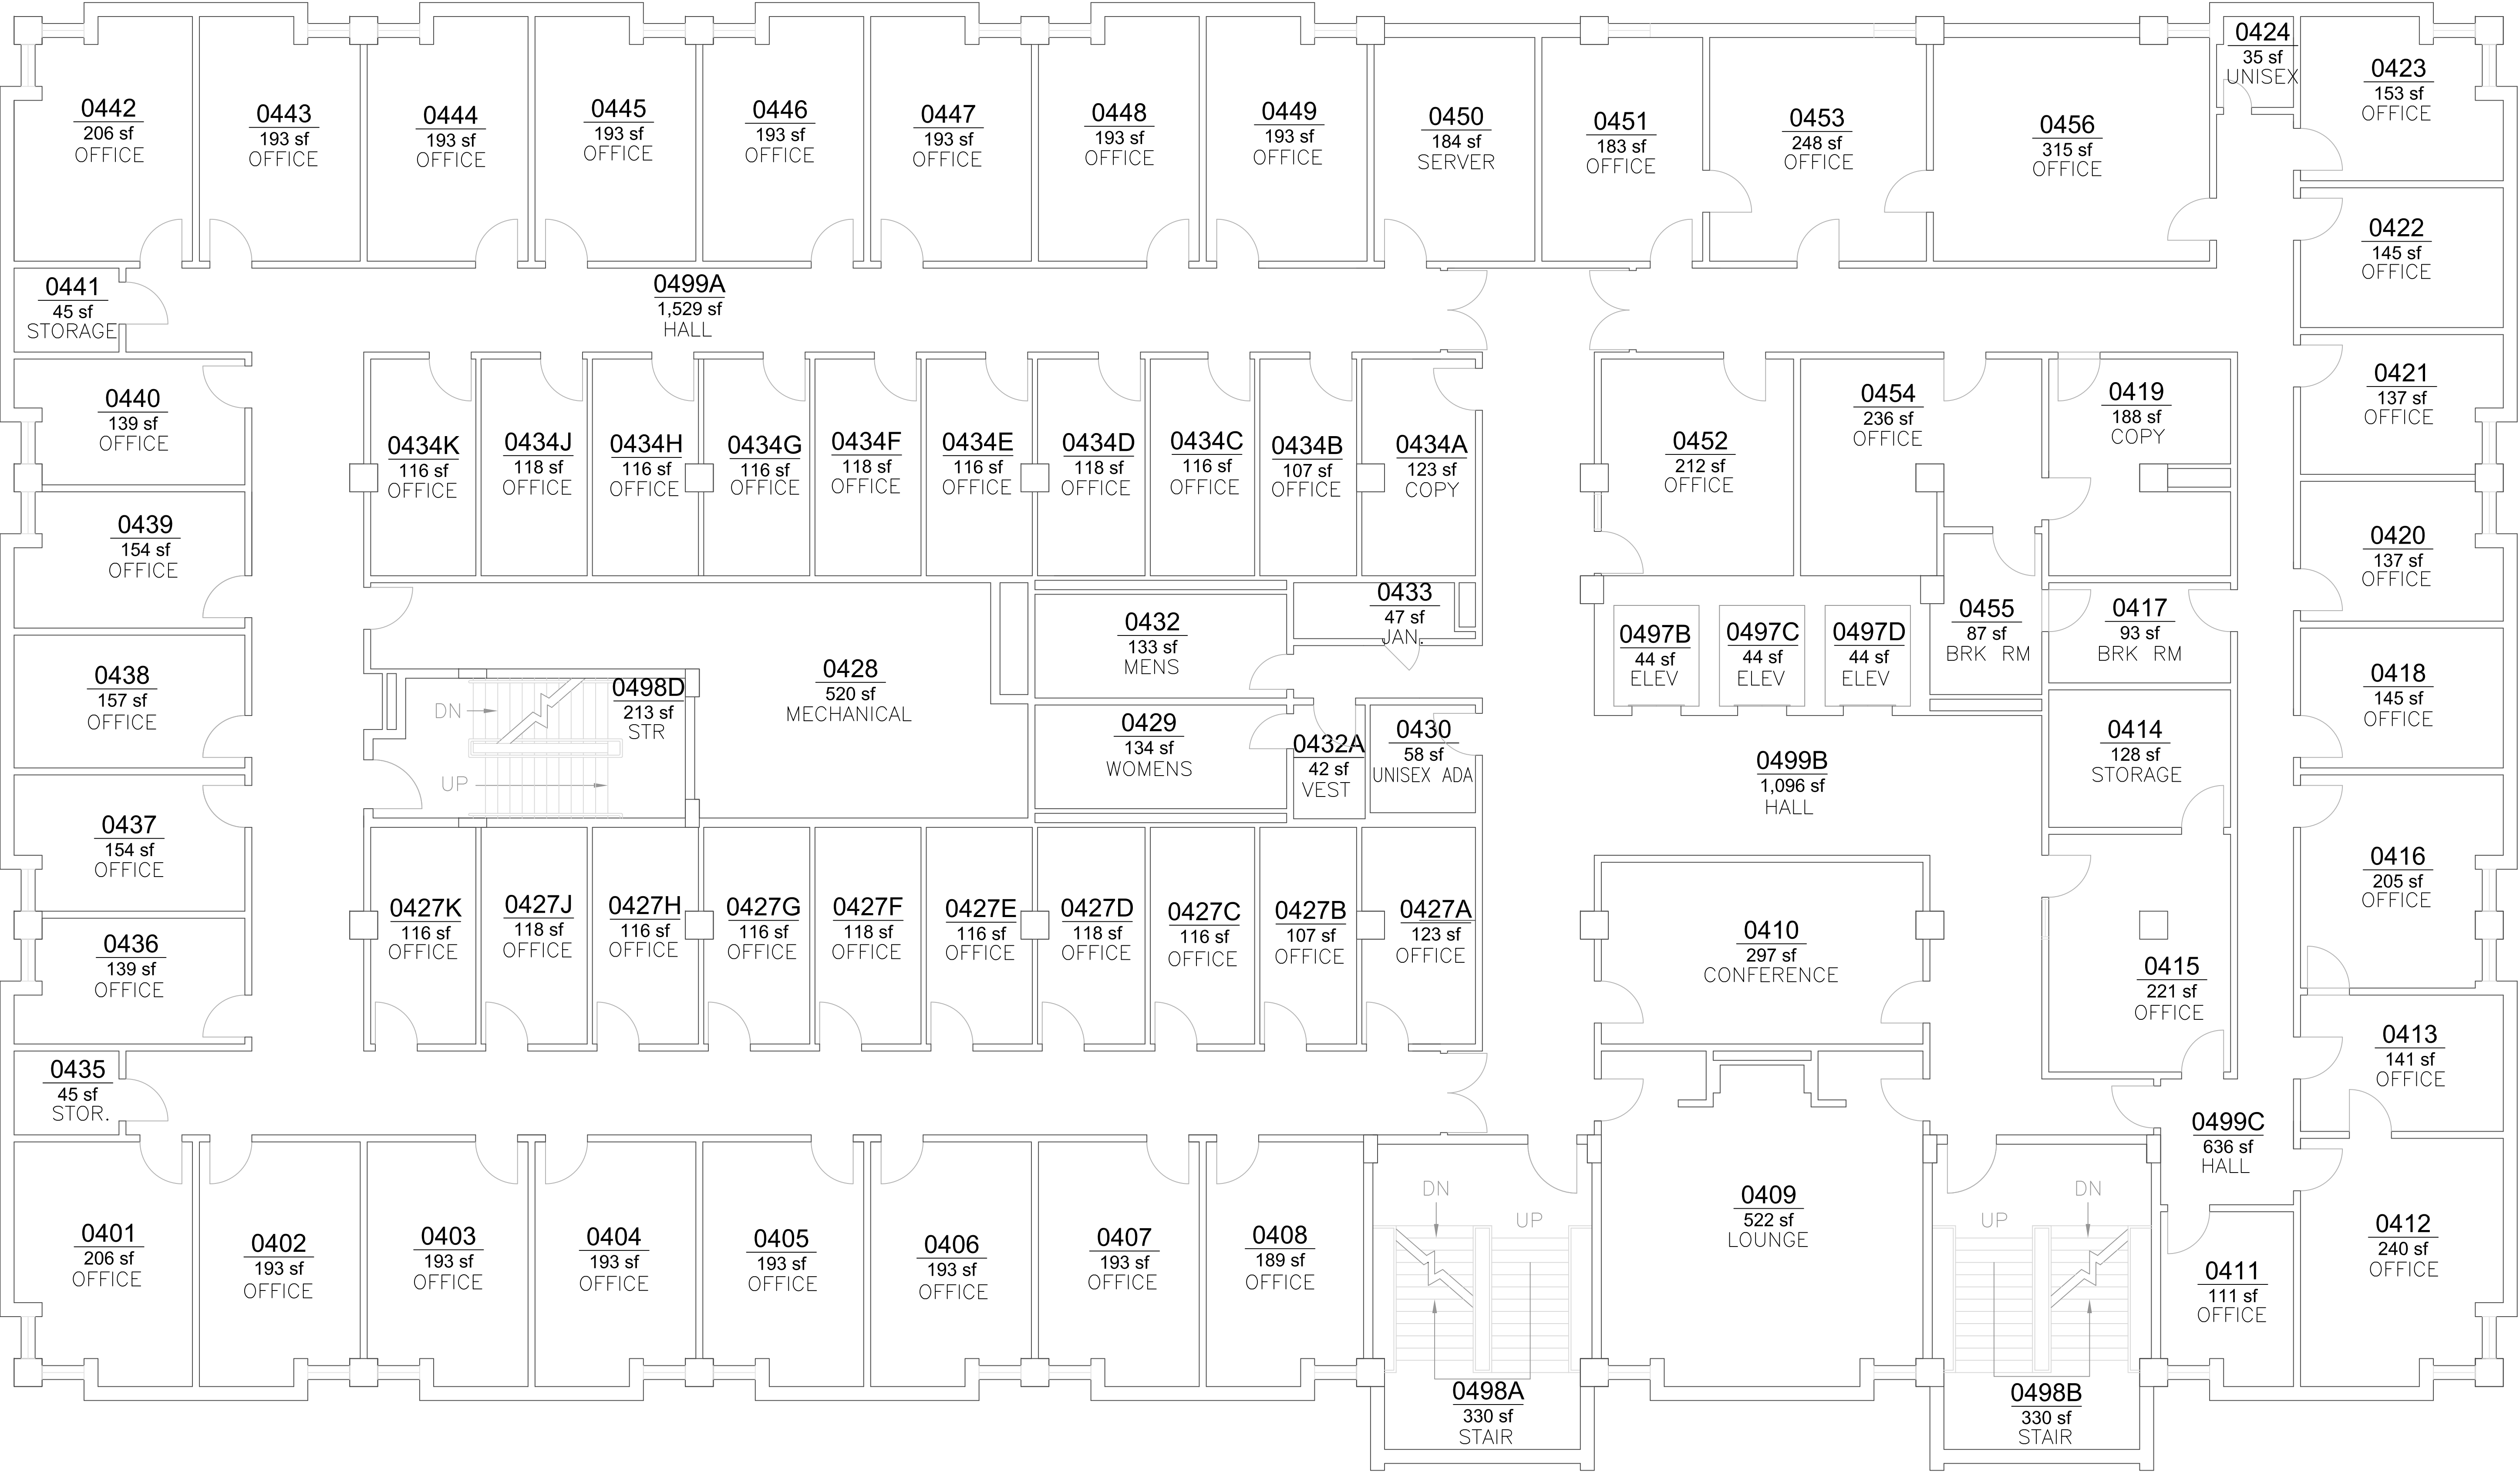 0442
206 sf
OFFICE
0443
193 sf
OFFICE
0444
193 sf
OFFICE
0445
193 sf
OFFICE
0446
193 sf
OFFICE
0447
193 sf
OFFICE
0448
193 sf
OFFICE
0449
193 sf
OFFICE
0450
184 sf
SERVER
0451
183 sf
OFFICE
0453
248 sf
OFFICE
0456
315 sf
OFFICE
0424
35 sf
UNISEX
0423
153 sf
OFFICE
0422
145 sf
OFFICE
0441
45 sf
STORAGE
0499A
1,529 sf
HALL
0440
139 sf
OFFICE
0434K
116 sf
OFFICE
0434J
118 sf
OFFICE
0434H
116 sf
OFFICE
0434G
116 sf
OFFICE
0434F
118 sf
OFFICE
0434E
116 sf
OFFICE
0434D
118 sf
OFFICE
0434C
116 sf
OFFICE
0434B
107 sf
OFFICE
0434A
123 sf
COPY
0452
212 sf
OFFICE
0454
236 sf
OFFICE
0419
188 sf
COPY
0421
137 sf
OFFICE
0439
154 sf
OFFICE
0420
137 sf
OFFICE
0438
157 sf
OFFICE
DN
UP
0498D
213 sf
STR
0428
520 sf
MECHANICAL
0432
133 sf
MENS
0433
47 sf
JAN.
0429
134 sf
WOMENS
0432A
42 sf
VEST
0430
58 sf
UNISEX ADA
0497B
44 sf
ELEV
0497C
44 sf
ELEV
0497D
44 sf
ELEV
0455
87 sf
BRK RM
0417
93 sf
BRK RM
0418
145 sf
OFFICE
0414
128 sf
STORAGE
0499B
1,096 sf
HALL
0437
154 sf
OFFICE
0416
205 sf
OFFICE
0436
139 sf
OFFICE
0427K
116 sf
OFFICE
0427J
118 sf
OFFICE
0427H
116 sf
OFFICE
0427G
116 sf
OFFICE
0427F
118 sf
OFFICE
0427E
116 sf
OFFICE
0427D
118 sf
OFFICE
0427C
116 sf
OFFICE
0427B
107 sf
OFFICE
0427A
123 sf
OFFICE
0410
297 sf
CONFERENCE
0415
221 sf
OFFICE
0413
141 sf
OFFICE
0435
45 sf
STOR.
0499C
636 sf
HALL
0401
206 sf
OFFICE
0402
193 sf
OFFICE
0403
193 sf
OFFICE
0404
193 sf
OFFICE
0405
193 sf
OFFICE
0406
193 sf
OFFICE
0407
193 sf
OFFICE
0408
189 sf
OFFICE
DN
UP
0498A
330 sf
STAIR
0409
522 sf
LOUNGE
UP
DN
0498B
330 sf
STAIR
0411
111 sf
OFFICE
0412
240 sf
OFFICE